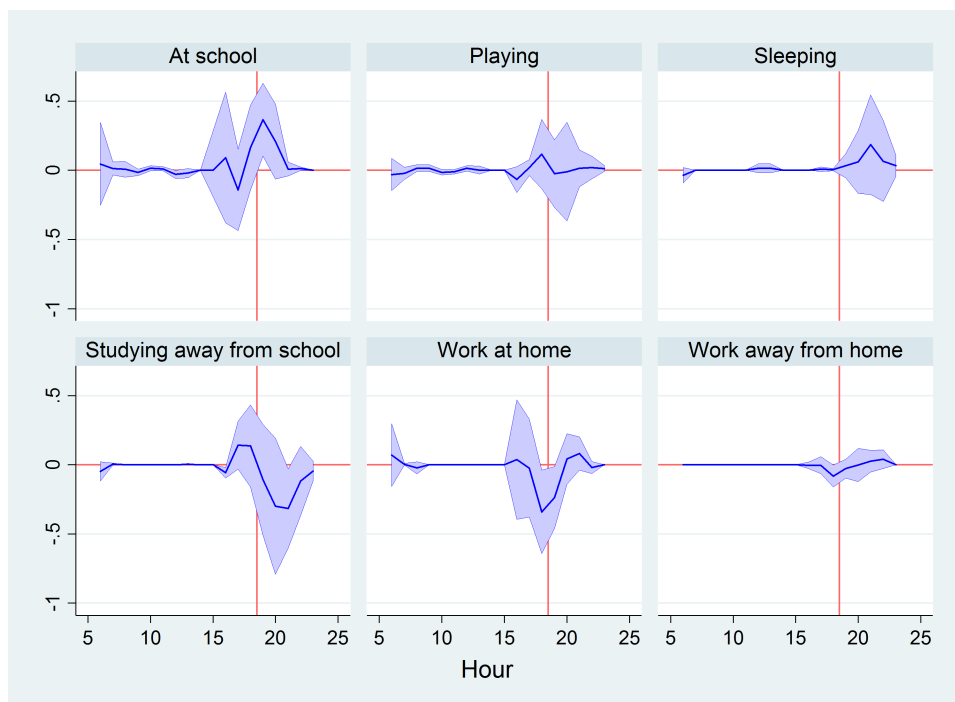 At school
Playing
Sleeping
.5
0
-.5
-1
Studying away from school
Work at home
Work away from home
.5
0
-.5
-1
5 10 15 20 25
5 10 15 20 25
5 10 15 20 25
Hour